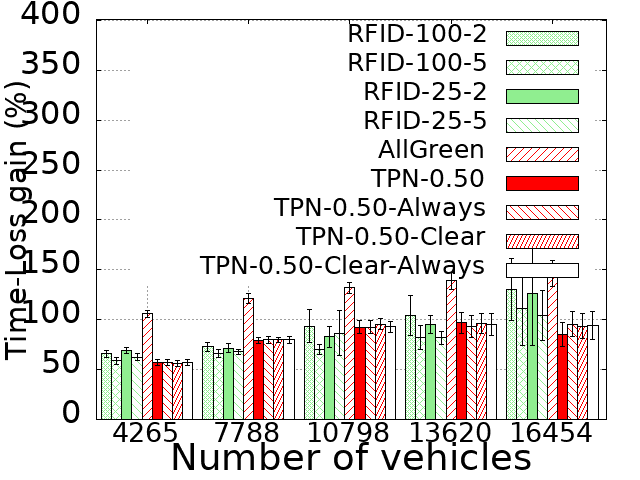 400
350
300
250
200
150
100
50
0
Time-Loss gain (%)
RFID-100-2
RFID-100-5
RFID-25-2
RFID-25-5
AllGreen
TPN-0.50
TPN-0.50-Always
TPN-0.50-Clear
TPN-0.50-Clear-Always
4265 7788 10798 13620 16454
Number of vehicles